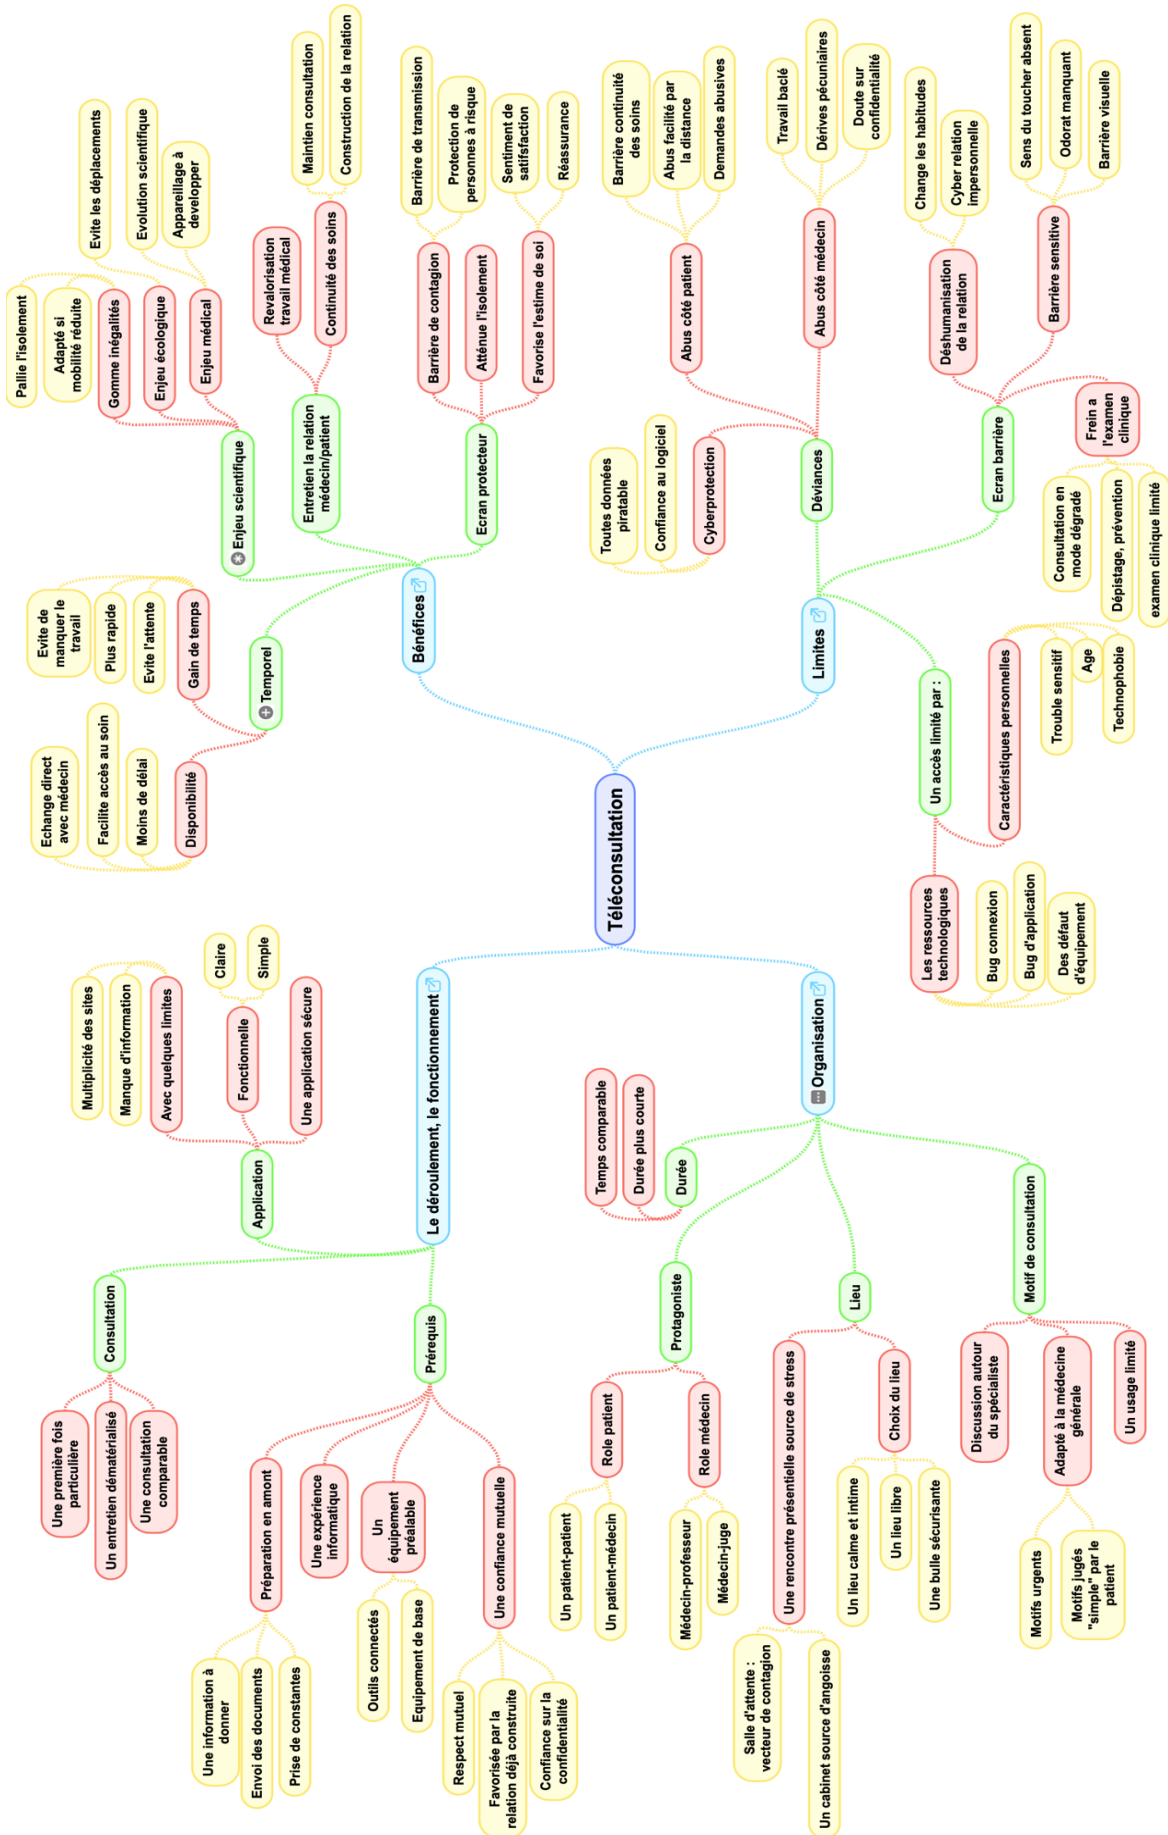 Téléconsultation
Le déroulement, le fonctionnement
Consultation
Une première fois
particulière
Un entretien dématérialisé
Une consultation
comparable
Application
Avec quelques limites
Multiplicité des sites
Manque d'information
Fonctionnelle
Claire
Simple
Une application sécure
Prérequis
Préparation en amont
Une information à
donner
Envoi des documents
Prise de constantes
Une expérience
informatique
Un
équipement
préalable
Outils connectés
Equipement de base
Une confiance mutuelle
Respect mutuel
Favorisée par la
relation déjà construite
Confiance sur la
confidentialité
Organisation
Durée
Temps comparable
Durée plus courte
Protagoniste
Role patient
Un patient-patient
Un patient-médecin
Role médecin
Médecin-professeur
Médecin-juge
Lieu
Une rencontre présentielle source de stress
Salle d'attente :
vecteur de contagion
Un cabinet source d'angoisse
Choix du lieu
Un lieu calme et intime
Un lieu libre
Une bulle sécurisante
Motif de consultation
Discussion autour
du spécialiste
Adapté à la médecine
générale
Motifs urgents
Motifs jugés
"simple" par le
patient
Un usage limité
Bénéfices
Temporel
Disponibilité
Echange direct
avec médecin
Facilite accès au soin
Moins de délai
Gain de temps
Evite de
manquer le
travail
Plus rapide
Evite l'attente
Enjeu scientifique
Gomme inégalités
Pallie l'isolement
Adapté si
mobilité réduite
Enjeu écologique
Evite les déplacements
Enjeu médical
Evolution scientifique
Appareillage à
developper
Entretien la relation
médecin/patient
Revalorisation
travail médical
Continuité des soins
Maintien consultation
Construction de la relation
Ecran protecteur
Barrière de contagion
Barrière de transmission
Protection de
personnes à risque
Atténue l'isolement
Favorise l'estime de soi
Sentiment de
satifsfaction
Réassurance
Limites
Déviances
Cyberprotection
Toutes données
piratable
Confiance au logiciel
Abus côté patient
Barrière continuité
des soins
Abus facilité par
la distance
Demandes abusives
Abus côté médecin
Travail baclé
Dérives pécuniaires
Doute sur
confidentialité
Ecran barrière
Déshumanisation
de la relation
Change les habitudes
Cyber relation
impersonnelle
Barrière sensitive
Sens du toucher absent
Odorat manquant
Barrière visuelle
Frein a
l'examen
clinique
Consultation en
mode dégradé
Dépistage, prévention
examen clinique limité
Un accès limité par :
Les ressources
technologiques
Bug connexion
Bug d'application
Des défaut
d'équipement
Caractéristiques personnelles
Trouble sensitif
Age
Technophobie